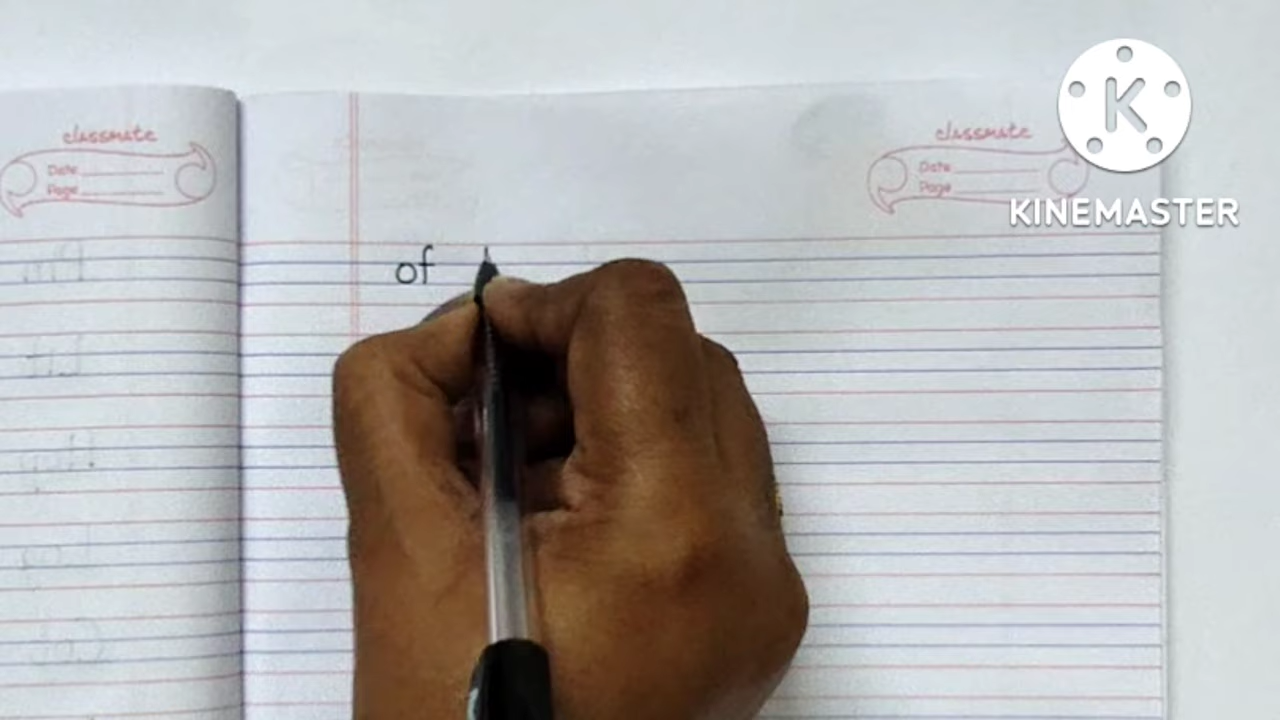 classmate
Date
Page
classmate
Date
Page
KINEMASTER
of